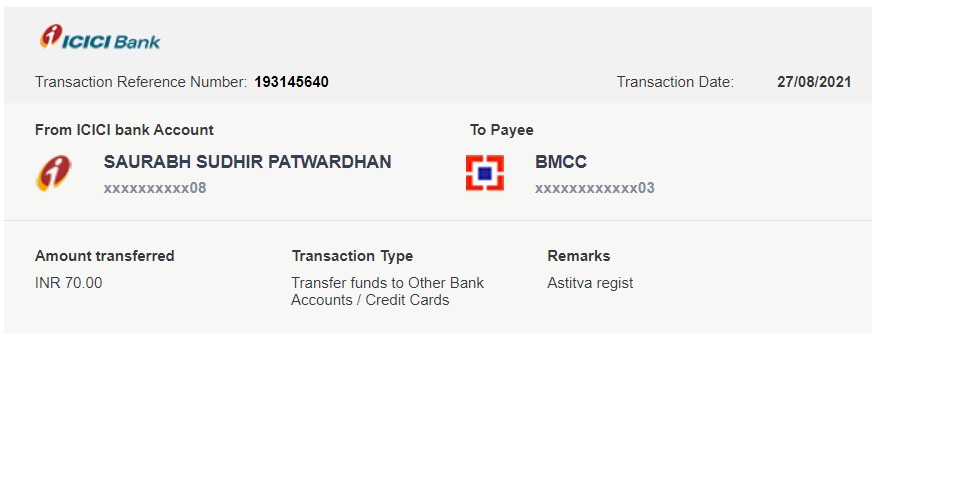 ICICI Bank
Transaction Reference Number: 193145640 Transaction Date: 27/08/2021
From ICICI bank Account To Payee
SAURABH SUDHIR PATWARDHAN BMCC
xxxxxxxxxx08 xxxxxxxxxxxx03
Amount transferred Transaction Type Remarks
INR 70.00 Transfer funds to Other Bank Astitva regist
Accounts / Credit Cards